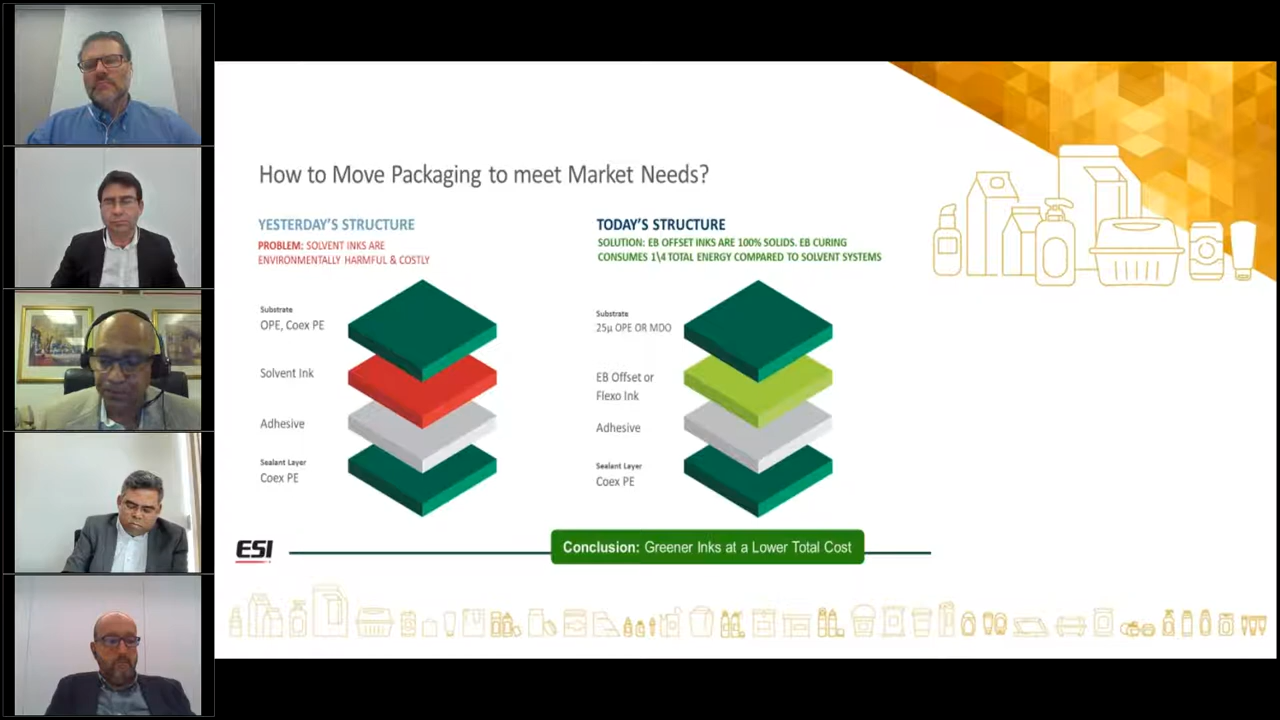 How to Move Packaging to meet Market Needs?
YESTERDAY'S STRUCTURE
PROBLEM: SOLVENT INKS ARE
ENVIRONMENTALLY HARMFUL & COSTLY
Substrate
OPE, Coex PE
Solvent Ink
Adhesive
Sealant Layer
Coex PE
TODAY'S STRUCTURE
SOLUTION: EB OFFSET INKS ARE 100% SOLIDS. EB CURING
CONSUMES 1\4 TOTAL ENERGY COMPARED TO SOLVENT SYSTEMS
Substrate
25µ OPE OR MDO
EB Offset or
Flexo Ink
Adhesive
Sealant Layer
Coex PE
ESI
Conclusion: Greener Inks at a Lower Total Cost